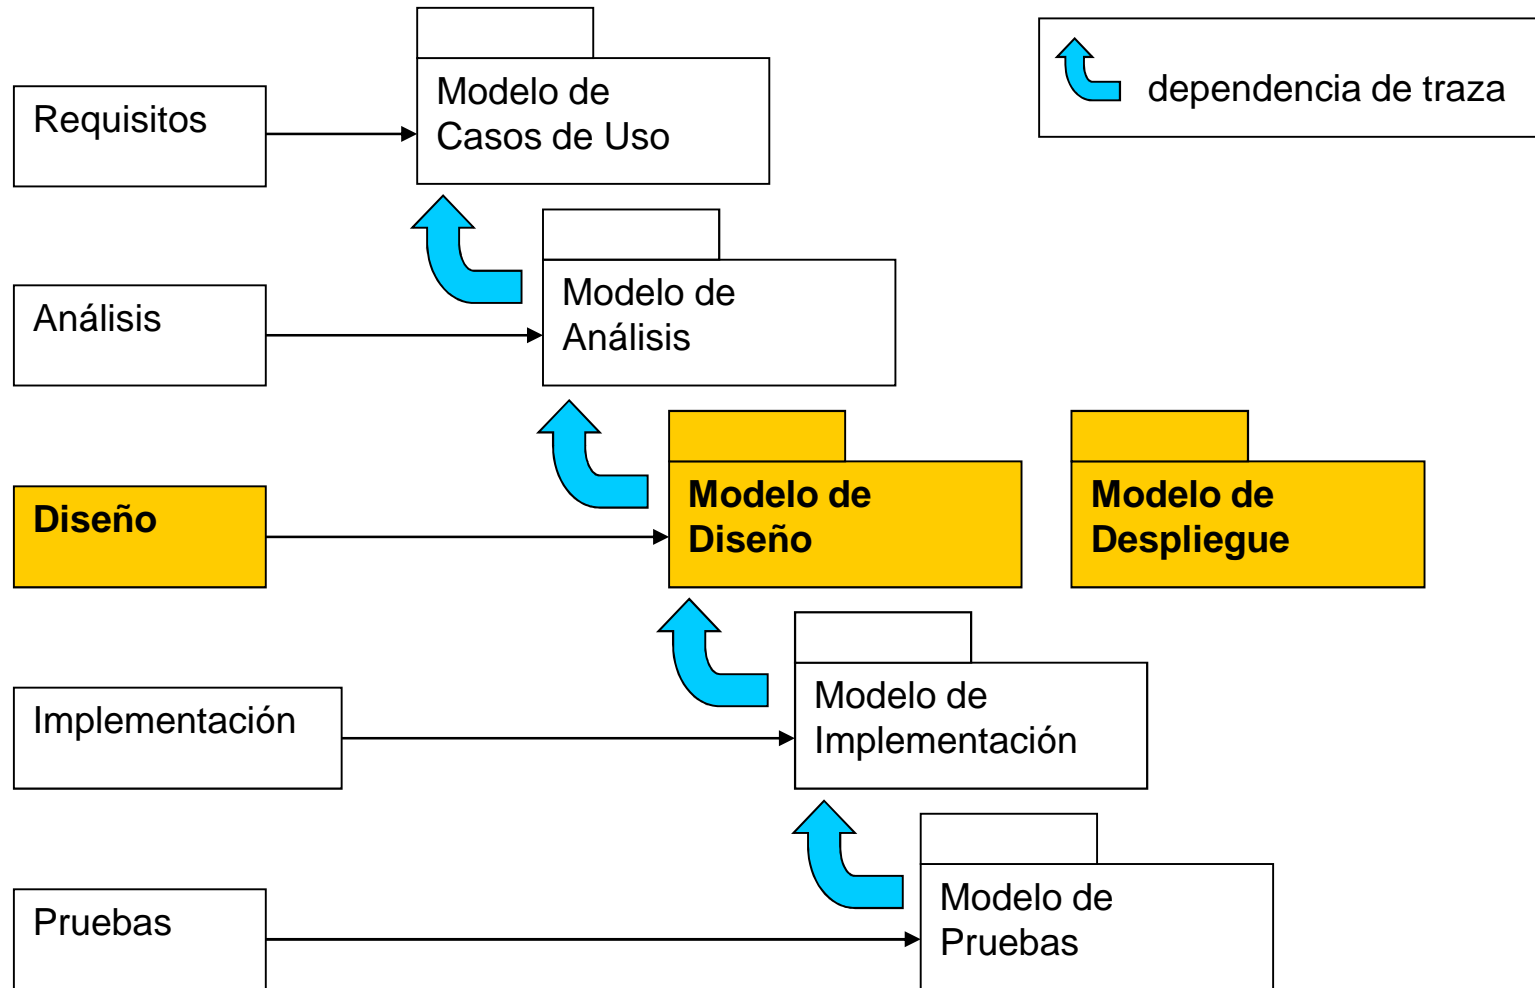 Requisitos
Modelo de
Casos de Uso
dependencia de traza
Análisis
Modelo de
Análisis
Diseño
Modelo de
Diseño
Modelo de
Despliegue
Implementación
Modelo de
Implementación
Pruebas
Modelo de
Pruebas